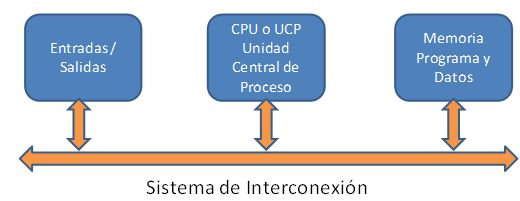 Entradas/
Salidas
CPU o UCP
Unidad
Central de
Proceso
Memoria
Programa y
Datos
Sistema de Interconexión